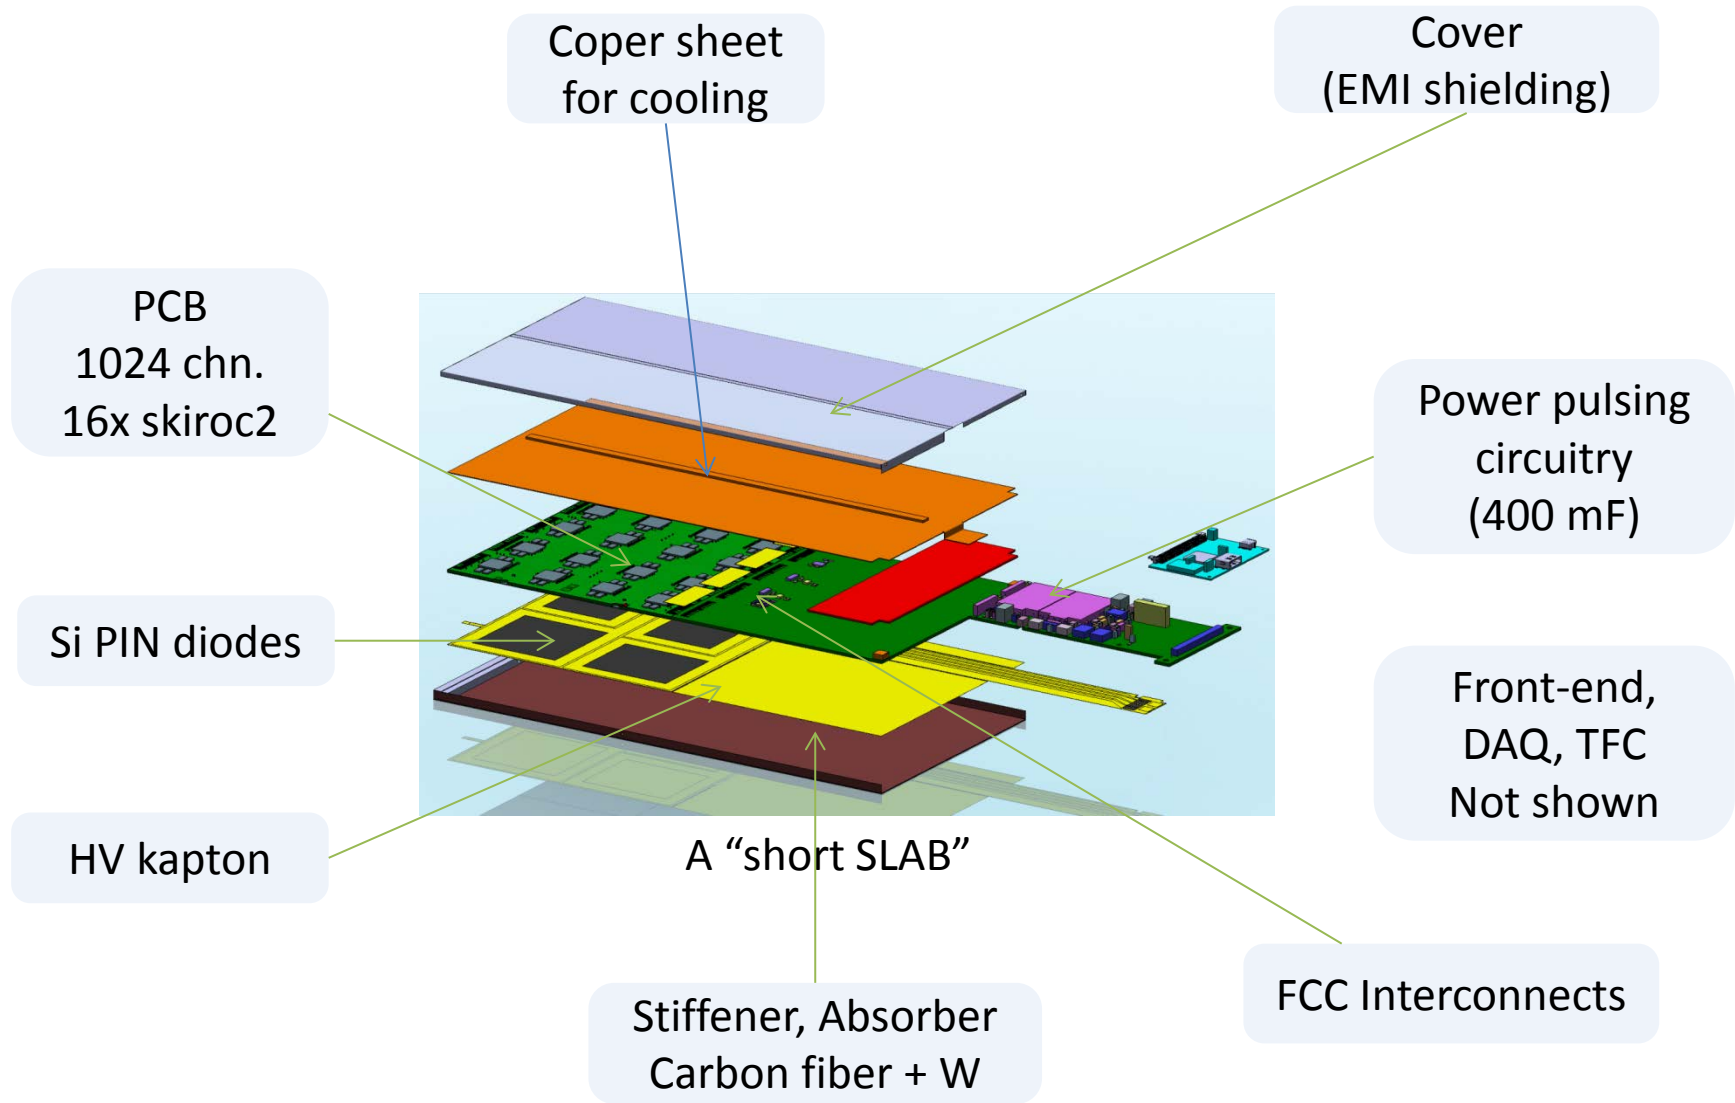 Coper sheet
for cooling
Cover
(EMI shielding)
PCB
1024 chn.
16x skiroc2
Power pulsing
circuitry
(400 mF)
Si PIN diodes
Front-end,
DAQ, TFC
Not shown
HV kapton
A “short SLAB”
FCC Interconnects
Stiffener, Absorber
Carbon fiber + W